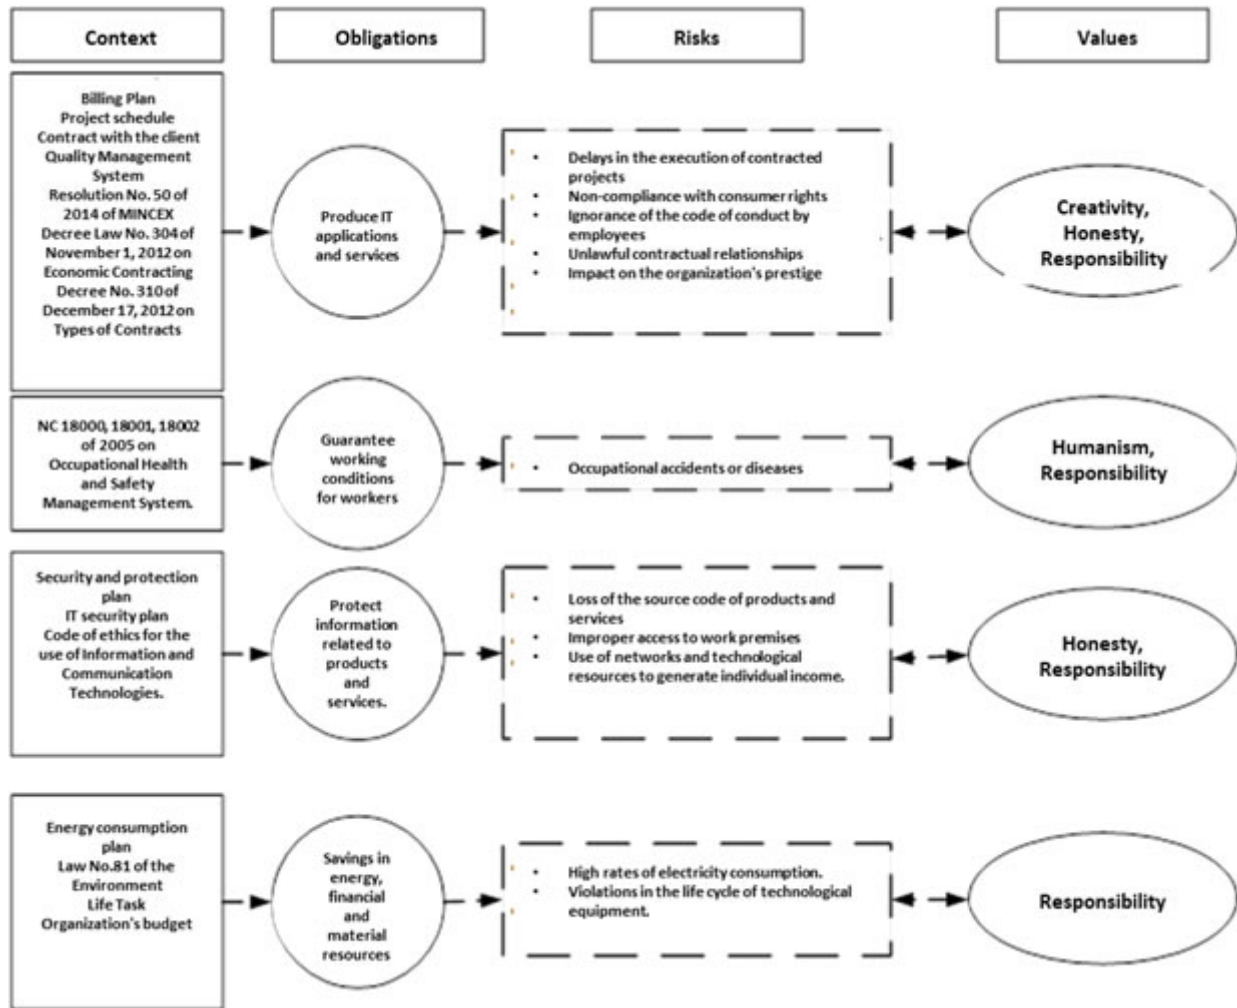 Context
Obligations
Risks
Values
Billing Plan
Project schedule
Contract with the client
Quality Management
System
Resolution No. 50 of
2014 of MINCEX
Decree Law No. 304 of
November 1, 2012 on
Economic Contracting
Decree No. 310 of
December 17, 2012 on
Types of Contracts
Produce IT
applications
and services
• Delays in the execution of contracted
projects
• Non-compliance with consumer rights
• Ignorance of the code of conduct by
employees
• Unlawful contractual relationships
• Impact on the organization's prestige
Creativity,
Honesty,
Responsibility
NC 18000, 18001, 18002
of 2005 on
Occupational Health
and Safety
Management System.
Guarantee
working
conditions
for workers
• Occupational accidents or diseases
Humanism,
Responsibility
Security and protection
plan
IT security plan
Code of ethics for the
use of Information and
Communication
Technologies.
Protect
information
related to
products
and
services.
• Loss of the source code of products and
services
• Improper access to work premises
• Use of networks and technological
resources to generate individual income.
Honesty,
Responsibility
Energy consumption
plan
Law No.81 of the
Environment
Life Task
Organization's budget
Savings in
energy,
financial
and
material
resources
• High rates of electricity consumption.
• Violations in the life cycle of technological
equipment.
Responsibility